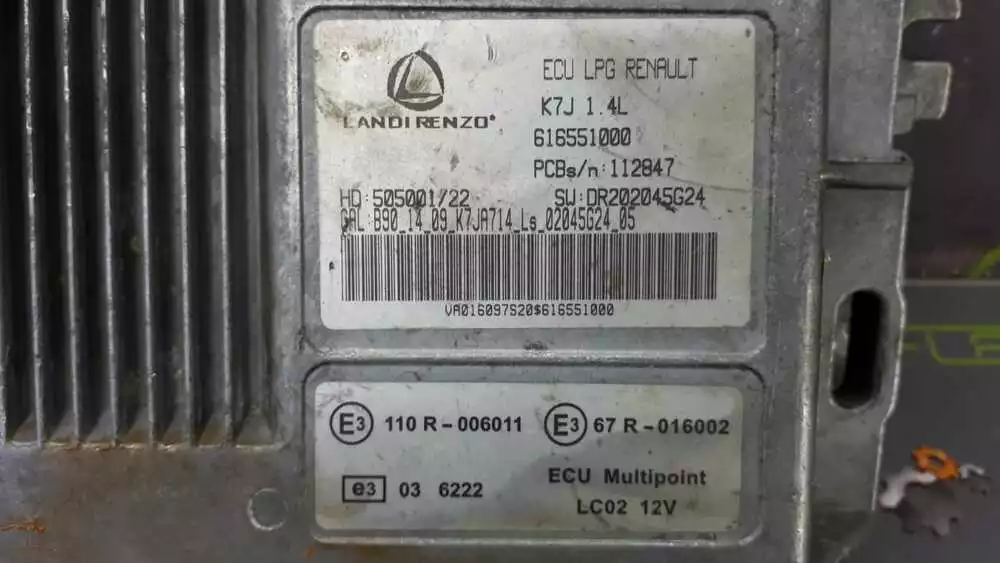 LANDIRENZO®
ECU LPG RENAULT
K7J 1.4L
616551000
PCBs/n:112847
HD:505001/22 SW:DR202045G24
CAL:B90_14_09_K7JA714_Ls_02045G24_05
VA016097S20$616551000
E3 110 R-006011 E3 67 R-016002
e3 03 6222
ECU Multipoint
LC02 12V